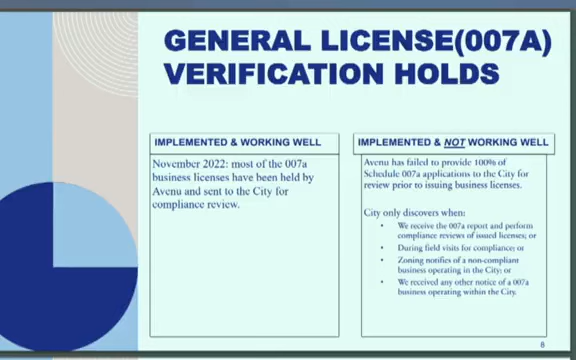 GENERAL LICENSE(007A)
VERIFICATION HOLDS
IMPLEMENTED & WORKING WELL
November 2022: most of the 007a
business licenses have been held by
Avenu and sent to the City for
compliance review.
IMPLEMENTED & NOT WORKING WELL
Avenu has failed to provide 100% of
Schedule 007a applications to the City for
review prior to issuing business licenses.
City only discovers when:
• We receive the 007a report and perform
compliance reviews of issued licenses; or
• During field visits for compliance; or
• Zoning notifies of a non-compliant
business operating in the City; or
• We received any other notice of a 007a
business operating within the City.
8